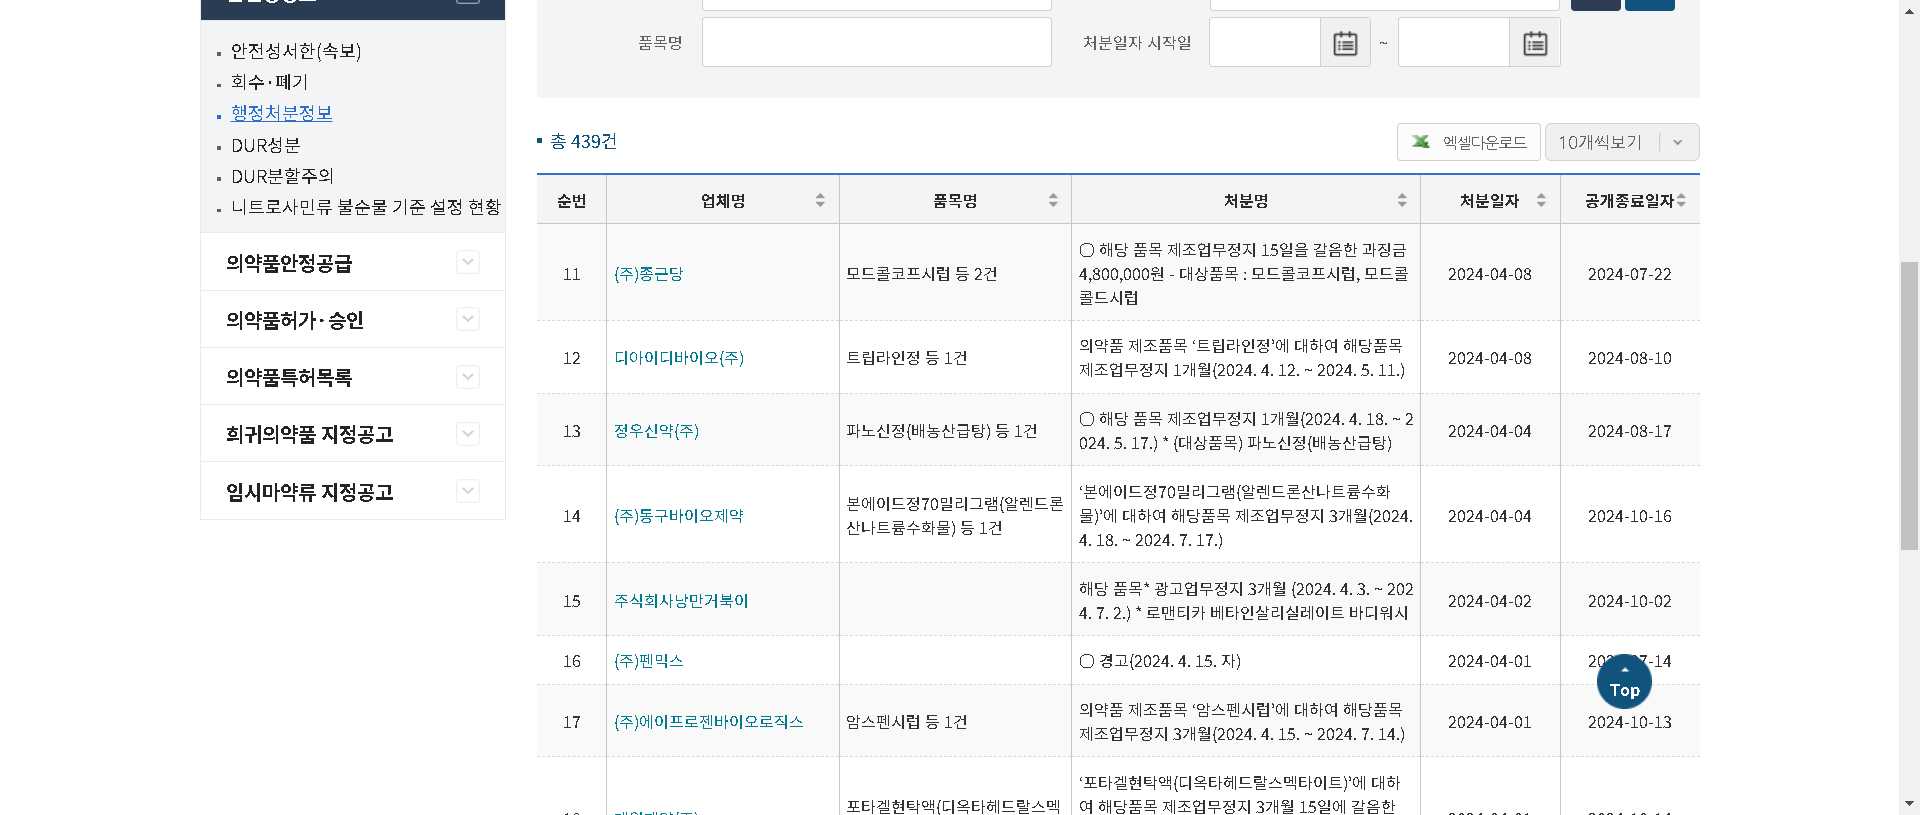 안전성서한(속보)
회수·폐기
행정처분정보
DUR성분
DUR분할주의
니트로사민류 불순물 기준 설정 현황
의약품안정공급
의약품허가·승인
의약품특허목록
희귀의약품 지정공고
임시마약류 지정공고
품목명
처분일자 시작일
~
총 439건
엑셀다운로드
10개씩보기
순번 업체명 품목명 처분명 처분일자 공개종료일자
11 (주)종근당 모드콜코프시럽 등 2건
○ 해당 품목 제조업무정지 15일을 갈음한 과징금
4,800,000원 - 대상품목 : 모드콜코프시럽, 모드콜
콜드시럽
2024-04-08 2024-07-22
12 디아이디바이오(주) 트립라인정 등 1건
의약품 제조품목 ‘트립라인정’에 대하여 해당품목
제조업무정지 1개월(2024. 4. 12. ~ 2024. 5. 11.)
2024-04-08 2024-08-10
13 정우신약(주) 파노신정(배농산급탕) 등 1건
○ 해당 품목 제조업무정지 1개월(2024. 4. 18. ~ 2
024. 5. 17.) * (대상품목) 파노신정(배농산급탕)
2024-04-04 2024-08-17
14 (주)동구바이오제약
본에이드정70밀리그램(알렌드론
산나트륨수화물) 등 1건
‘본에이드정70밀리그램(알렌드론산나트륨수화
물)’에 대하여 해당품목 제조업무정지 3개월(2024.
4. 18. ~ 2024. 7. 17.)
2024-04-04 2024-10-16
15 주식회사낭만거북이
해당 품목* 광고업무정지 3개월 (2024. 4. 3. ~ 202
4. 7. 2.) * 로맨티카 베타인살리실레이트 바디워시
2024-04-02 2024-10-02
16 (주)펜믹스 ○ 경고(2024. 4. 15. 자) 2024-04-01
Top
17 (주)에이프로젠바이오로직스 암스펜시럽 등 1건
의약품 제조품목 ‘암스펜시럽’에 대하여 해당품목
제조업무정지 3개월(2024. 4. 15. ~ 2024. 7. 14.)
2024-04-01 2024-10-13
포타겔현탁액(디옥타헤드랄스멕
‘포타겔현탁액(디옥타헤드랄스멕타이트)’에 대하
여 해당품목 제조업무정지 3개월 15일에 갈음한